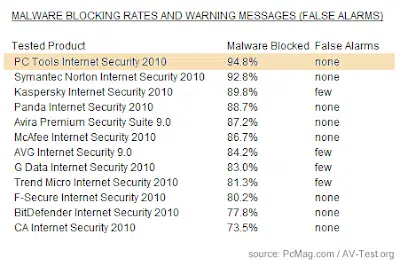 MALWARE BLOCKING RATES AND WARNING MESSAGES (FALSE ALARMS)
Tested Product Malware Blocked False Alarms
PC Tools Internet Security 2010 94.8% none
Symantec Norton Internet Security 2010 92.8% none
Kaspersky Internet Security 2010 89.8% few
Panda Internet Security 2010 88.7% none
Avira Premium Security Suite 9.0 87.2% none
McAfee Internet Security 2010 86.7% none
AVG Internet Security 9.0 84.2% few
G Data Internet Security 2010 83.0% few
Trend Micro Internet Security 2010 81.3% few
F-Secure Internet Security 2010 80.2% none
BitDefender Internet Security 2010 77.8% none
CA Internet Security 2010 73.5% none
source: PcMag.com / AV-Test.org